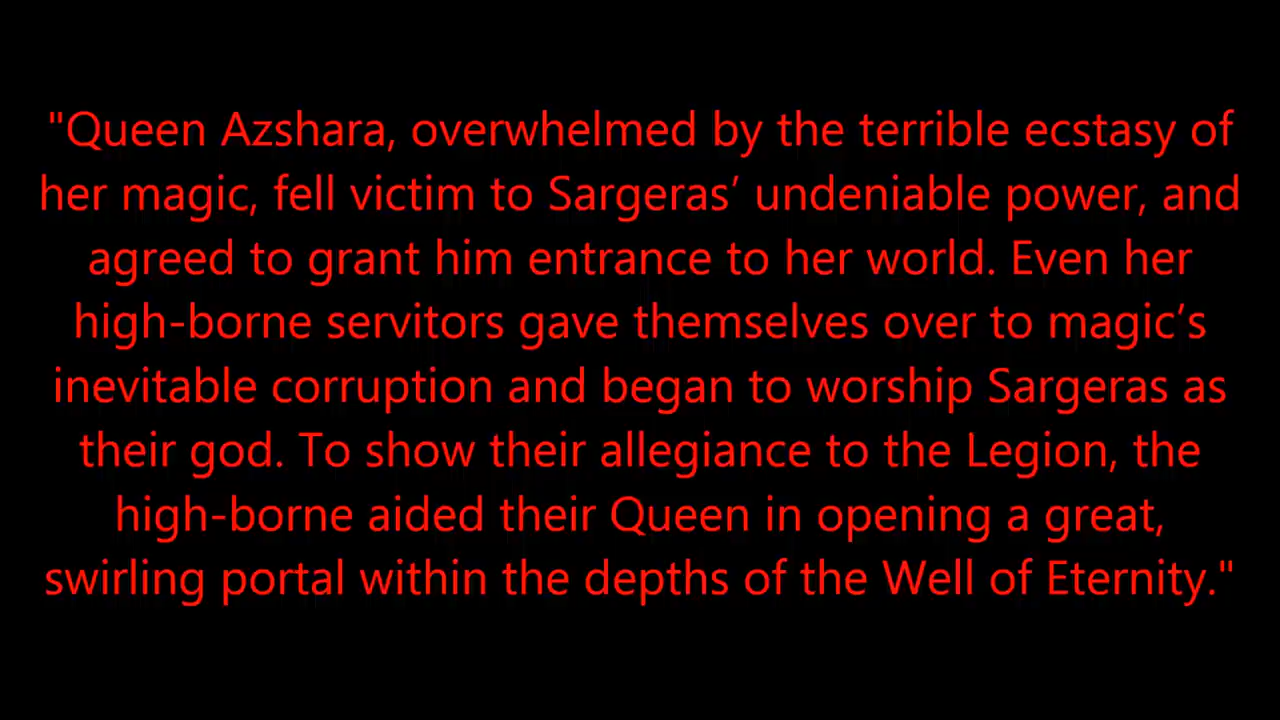 "Queen Azshara, overwhelmed by the terrible ecstasy of
her magic, fell victim to Sargeras’ undeniable power, and
agreed to grant him entrance to her world. Even her
high-borne servitors gave themselves over to magic’s
inevitable corruption and began to worship Sargeras as
their god. To show their allegiance to the Legion, the
high-borne aided their Queen in opening a great,
swirling portal within the depths of the Well of Eternity."